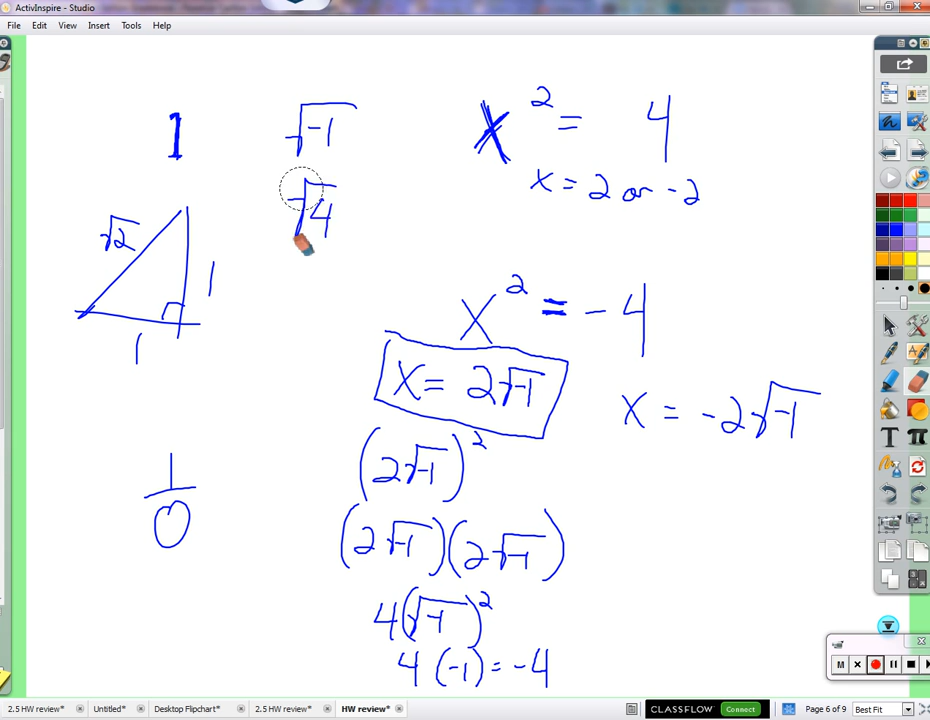 ActivInspire - Studio
File Edit View Insert Tools Help
1
√-1
√4
√2
1
1
1/0
x² = 4
x = 2 or -2
x² = -4
x = 2√-1
x = -2√-1
(2√-1)²
(2√-1)(2√-1)
4(√-1)²
4(-1) = -4
M
2.5 HW review* Untitled* Desktop Flipchart* 2.5 HW review* HW review* CLASSFLOW Connect Page 6 of 9 Best Fit